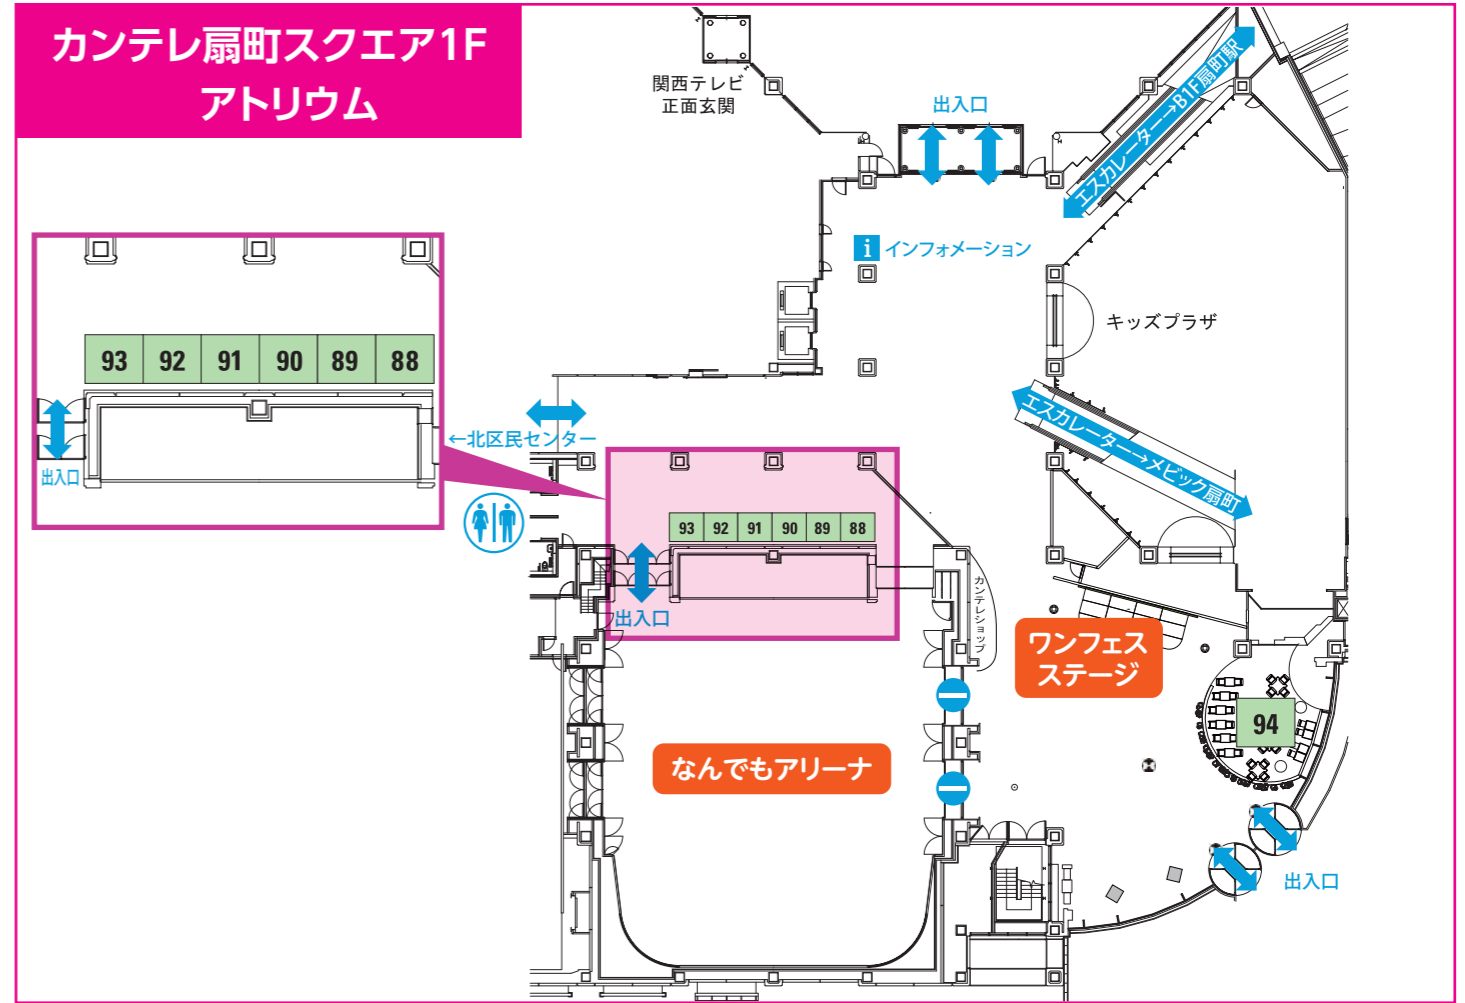 カンテレ扇町スクエア1F
アトリウム
関西テレビ
正面玄関
出入口
エスカレーター→B1F扇町駅
i インフォメーション
キッズプラザ
93 92 91 90 89 88
出入口
←北区民センター
エスカレーター→メビック扇町
93 92 91 90 89 88
出入口
カンテレショップ
ワンフェス
ステージ
94
なんでもアリーナ
出入口